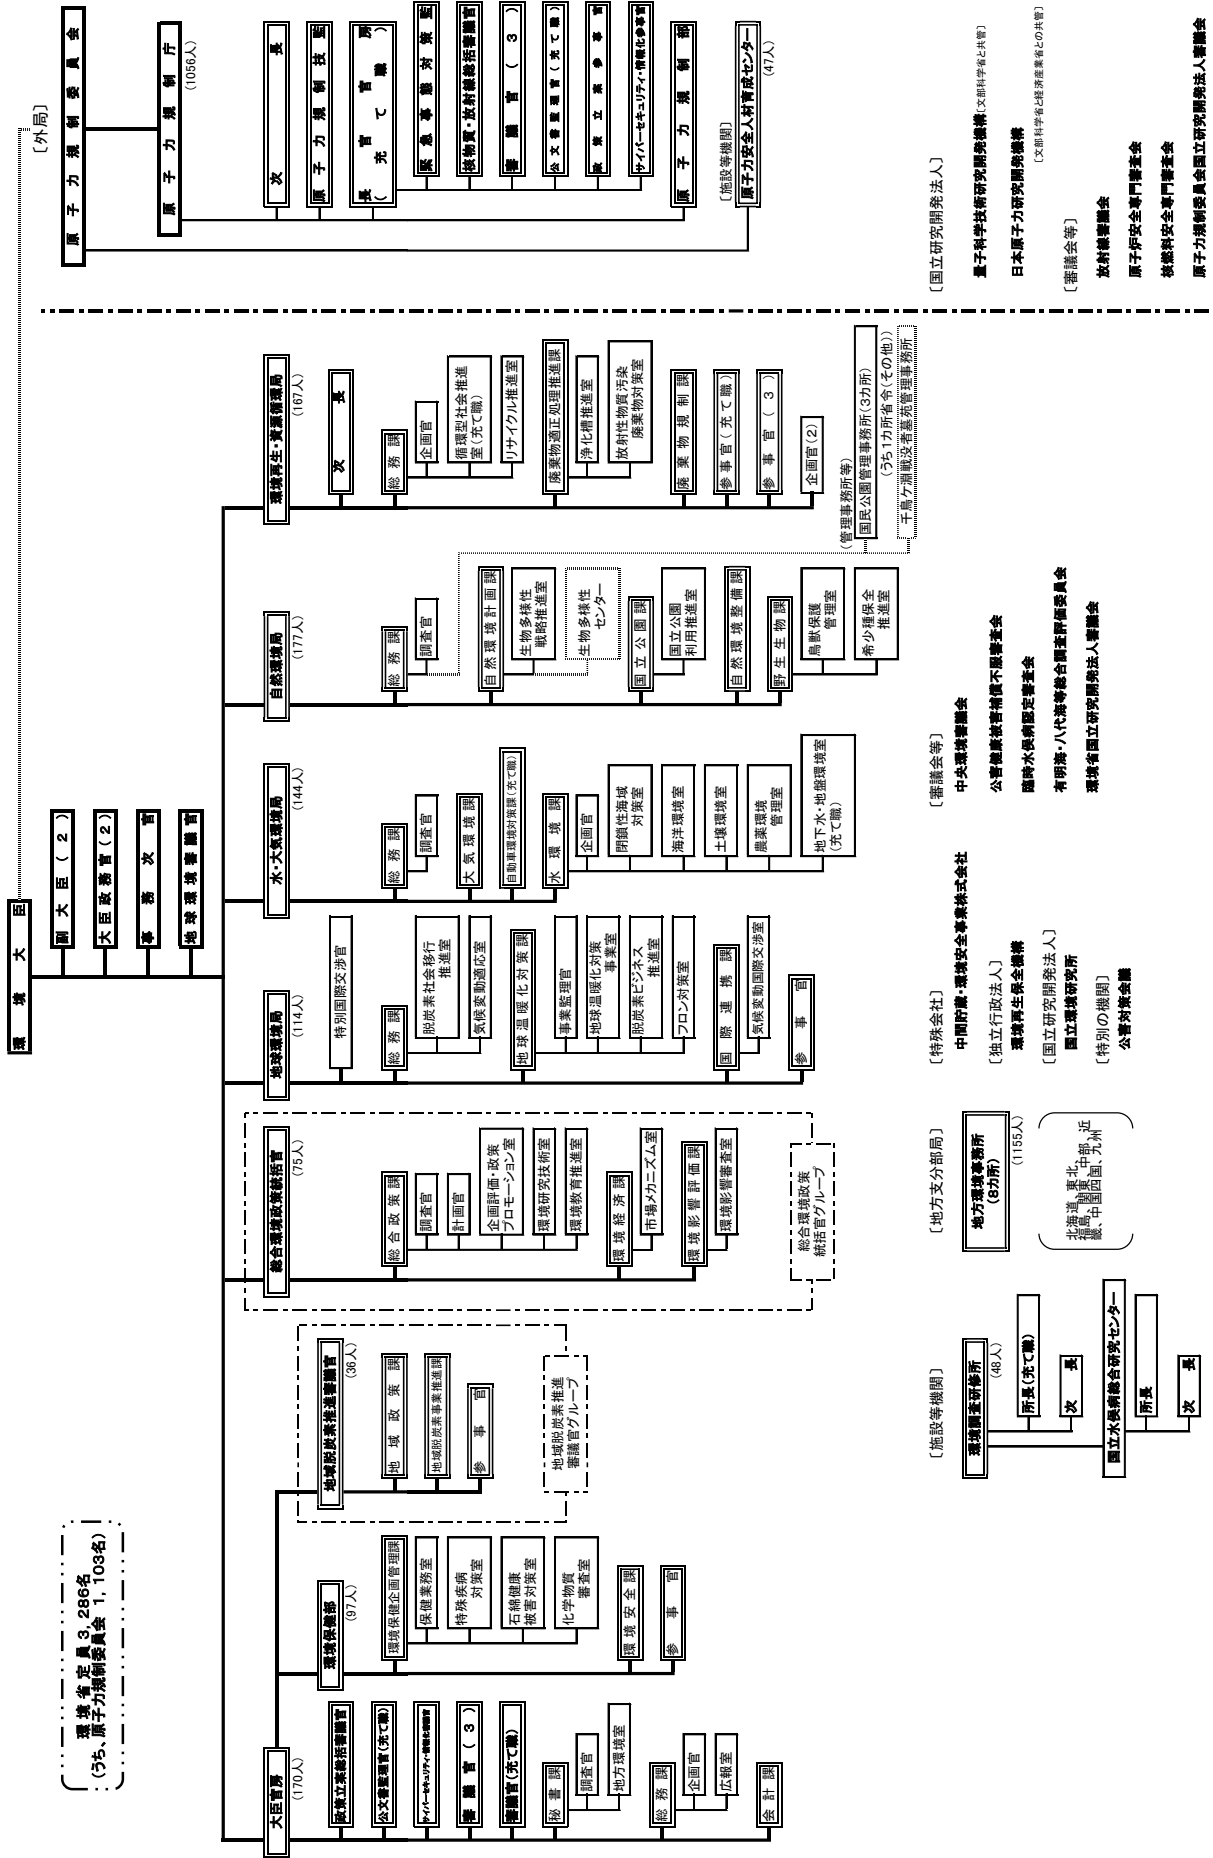 環境省定員3,286名
(うち、原子力規制委員会 1,103名)
環境大臣
副大臣(2)
大臣政務官(2)
事務次官
地球環境審議官
大臣官房
(170人)
政策立案総括審議官
公文書監理官(充て職)
サイバーセキュリティ・情報化審議官
審議官(3)
審議官(充て職)
秘書課
調査官
地方環境室
総務課
企画官
広報室
会計課
環境保健部
(97人)
環境保健企画管理課
保健業務室
特殊疾病
対策室
石綿健康
被害対策室
化学物質
審査室
環境安全課
参事官
地域脱炭素推進審議官
(36人)
地域政策課
地域脱炭素事業推進課
参事官
地域脱炭素推進
審議官グループ
総合環境政策統括官
(75人)
総合政策課
調査官
計画官
企画評価・政策
プロモーション室
環境研究技術室
環境教育推進室
環境経済課
市場メカニズム室
環境影響評価課
環境影響審査室
総合環境政策
統括官グループ
地球環境局
(114人)
特別国際交渉官
総務課
脱炭素社会移行
推進室
気候変動適応室
地球温暖化対策課
事業監理官
地球温暖化対策
事業室
脱炭素ビジネス
推進室
フロン対策室
国際連携課
気候変動国際交渉室
参事官
水・大気環境局
(144人)
総務課
調査官
大気環境課
自動車環境対策課(充て職)
水環境課
企画官
閉鎖性海域
対策室
海洋環境室
土壌環境室
農薬環境
管理室
地下水・地盤環境室
(充て職)
自然環境局
(177人)
総務課
調査官
自然環境計画課
生物多様性
戦略推進室
生物多様性
センター
国立公園課
国立公園
利用推進室
自然環境整備課
野生生物課
鳥獣保護
管理室
希少種保全
推進室
(管理事務所等)
国民公園管理事務所(3カ所)
(うち1カ所省令(その他))
千鳥ケ淵戦没者墓苑管理事務所
環境再生・資源循環局
(167人)
次長
総務課
企画官
循環型社会推進
室(充て職)
リサイクル推進室
廃棄物適正処理推進課
浄化槽推進室
放射性物質汚染
廃棄物対策室
廃棄物規制課
参事官(充て職)
参事官(3)
企画官(2)
[施設等機関]
環境調査研修所
(48人)
所長(充て職)
次長
国立水俣病総合研究センター
所長
次長
[地方支分部局]
地方環境事務所
(8カ所)
(1155人)
北海道、東北、
福島、関東、中部、近
畿、中国四国、九州
[特殊会社]
中間貯蔵・環境安全事業株式会社
[独立行政法人]
環境再生保全機構
[国立研究開発法人]
国立環境研究所
[特別の機関]
公害対策会議
[審議会等]
中央環境審議会
公害健康被害補償不服審査会
臨時水俣病認定審査会
有明海・八代海等総合調査評価委員会
環境省国立研究開発法人審議会
[外局]
原子力規制委員会
原子力規制庁
(1056人)
次長
原子力規制技監
長官官房
(充て職)
緊急事態対策監
核物質・放射線総括審議官
審議官(3)
公文書監理官(充て職)
政策立案参事官
サイバーセキュリティ・情報化参事官
原子力規制部
[施設等機関]
原子力安全人材育成センター
(47人)
[国立研究開発法人]
量子科学技術研究開発機構[文部科学省と共管]
日本原子力研究開発機構
[文部科学省と経済産業省との共管]
[審議会等]
放射線審議会
原子炉安全専門審査会
核燃料安全専門審査会
原子力規制委員会国立研究開発法人審議会